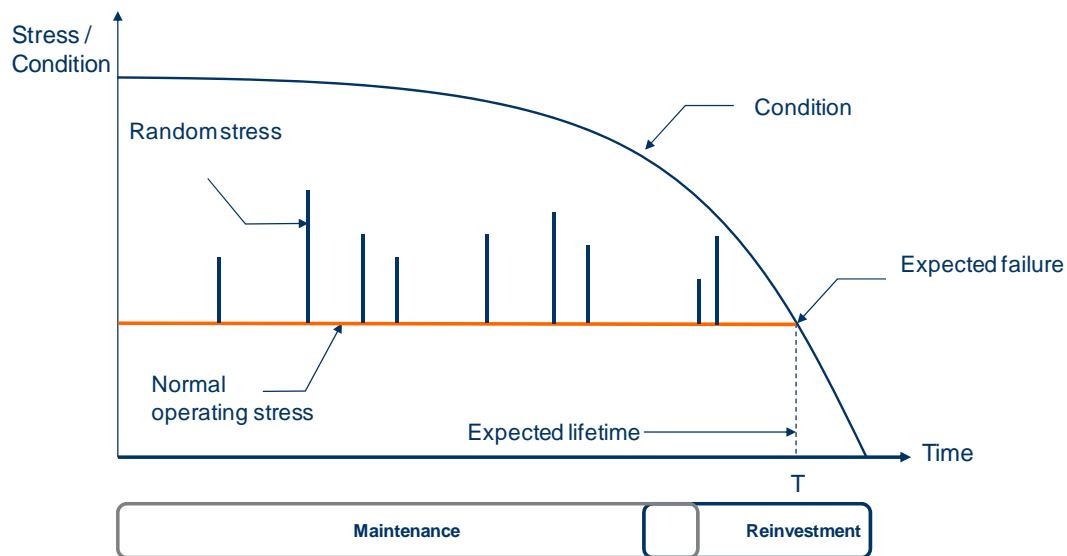 Stress /
Condition
Random stress
Condition
Expected failure
Normal
operating stress
Expected lifetime
Time
T
Maintenance
Reinvestment